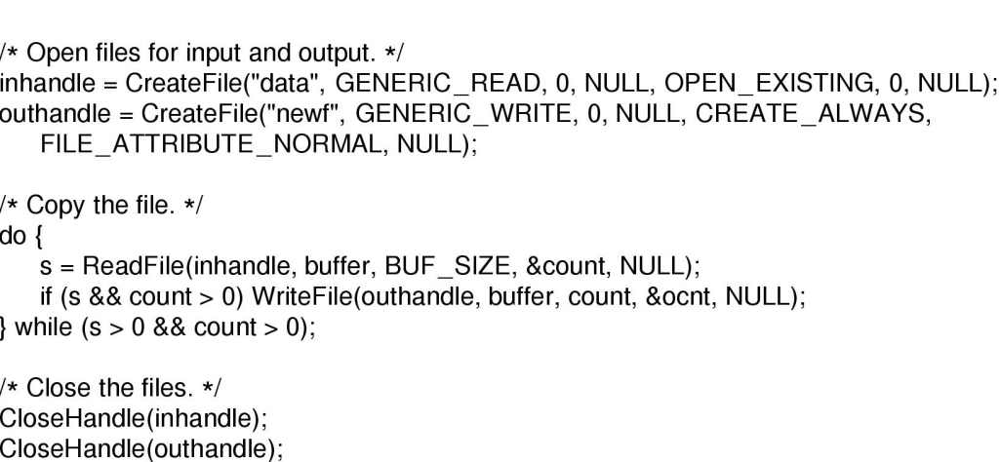 /* Open files for input and output. */
inhandle = CreateFile("data", GENERIC_READ, 0, NULL, OPEN_EXISTING, 0, NULL);
outhandle = CreateFile("newf", GENERIC_WRITE, 0, NULL, CREATE_ALWAYS,
FILE_ATTRIBUTE_NORMAL, NULL);
/* Copy the file. */
do {
s = ReadFile(inhandle, buffer, BUF_SIZE, &count, NULL);
if (s && count > 0) WriteFile(outhandle, buffer, count, &ocnt, NULL);
} while (s > 0 && count > 0);
/* Close the files. */
CloseHandle(inhandle);
CloseHandle(outhandle);